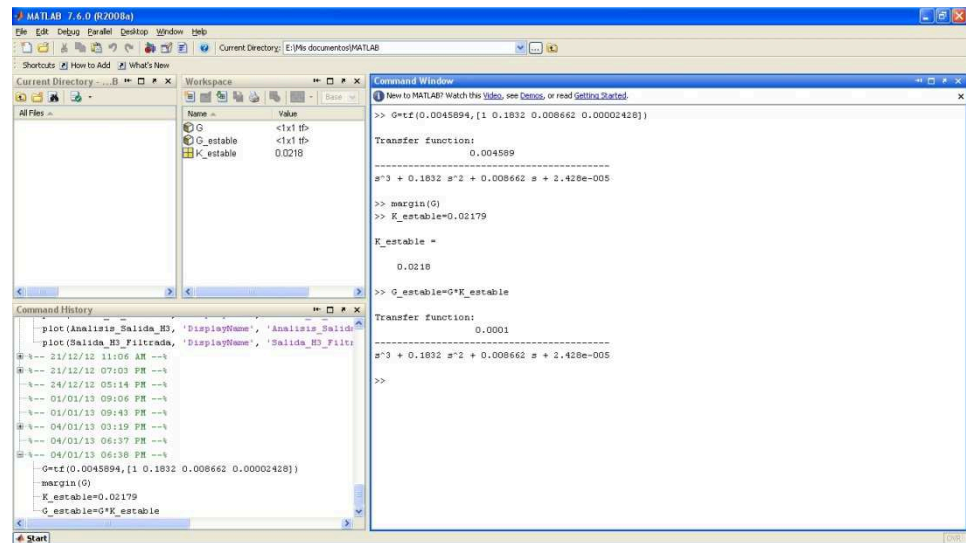 MATLAB 7.6.0 (R2008a)
File Edit Debug Parallel Desktop Window Help
Current Directory: E:\Mis documentos\MATLAB
Shortcuts How to Add What's New
Current Directory - ...B
All Files
Workspace
Base
Name Value
G <1x1 tf>
G_estable <1x1 tf>
K_estable 0.0218
Command History
plot(Analisis_Salida_H3, 'DisplayName', 'Analisis_Salida
plot(Salida_H3_Filtrada, 'DisplayName', 'Salida_H3_Filtr
%-- 21/12/12 11:06 AM --%
%-- 21/12/12 07:03 PM --%
%-- 24/12/12 05:14 PM --%
%-- 01/01/13 09:06 PM --%
%-- 01/01/13 09:43 PM --%
%-- 04/01/13 03:19 PM --%
%-- 04/01/13 06:37 PM --%
%-- 04/01/13 06:38 PM --%
G=tf(0.0045894,[1 0.1832 0.008662 0.00002428])
margin(G)
K_estable=0.02179
G_estable=G*K_estable
Command Window
New to MATLAB? Watch this Video, see Demos, or read Getting Started.
>> G=tf(0.0045894,[1 0.1832 0.008662 0.00002428])
Transfer function:
0.004589
-----------------------------------------
s^3 + 0.1832 s^2 + 0.008662 s + 2.428e-005
>> margin(G)
>> K_estable=0.02179
K_estable =
0.0218
>> G_estable=G*K_estable
Transfer function:
0.0001
-----------------------------------------
s^3 + 0.1832 s^2 + 0.008662 s + 2.428e-005
>>
Start
OVR